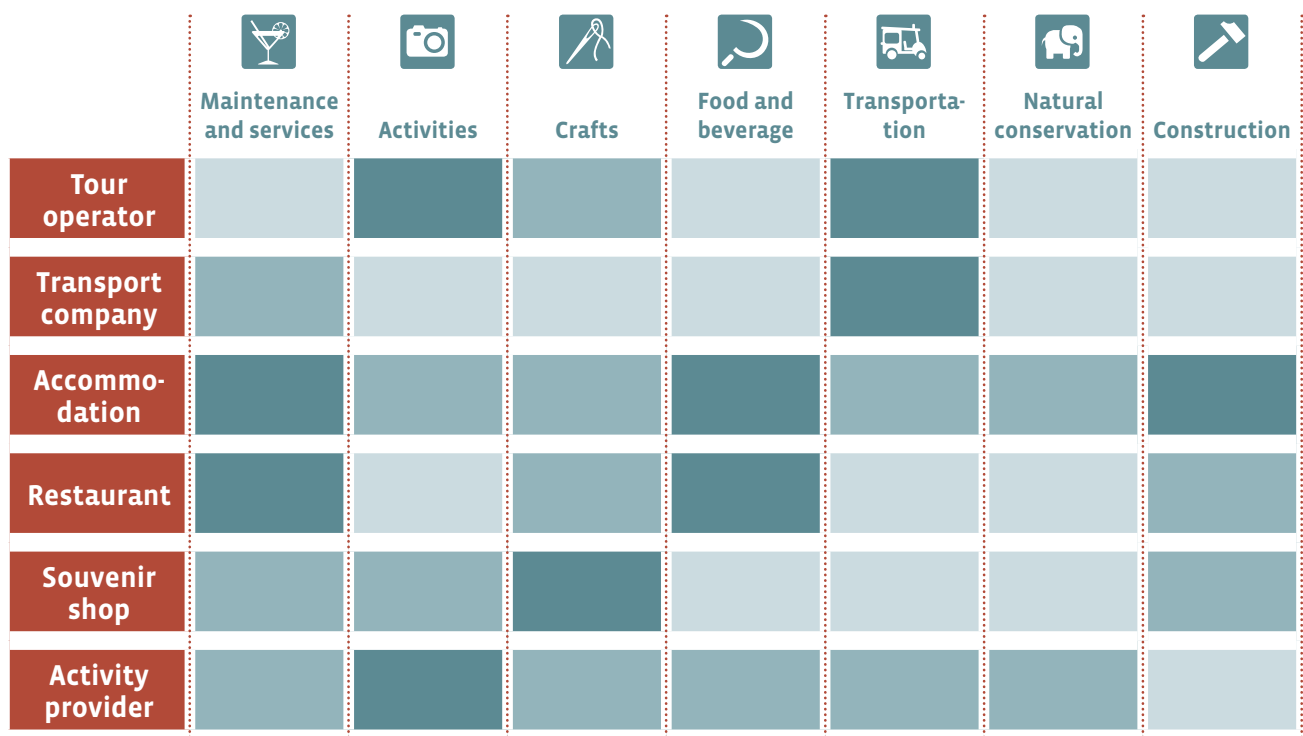 Maintenance
and services
Activities
Crafts
Food and
beverage
Transporta-
tion
Natural
conservation
Construction
Tour
operator
Transport
company
Accommo-
dation
Restaurant
Souvenir
shop
Activity
provider